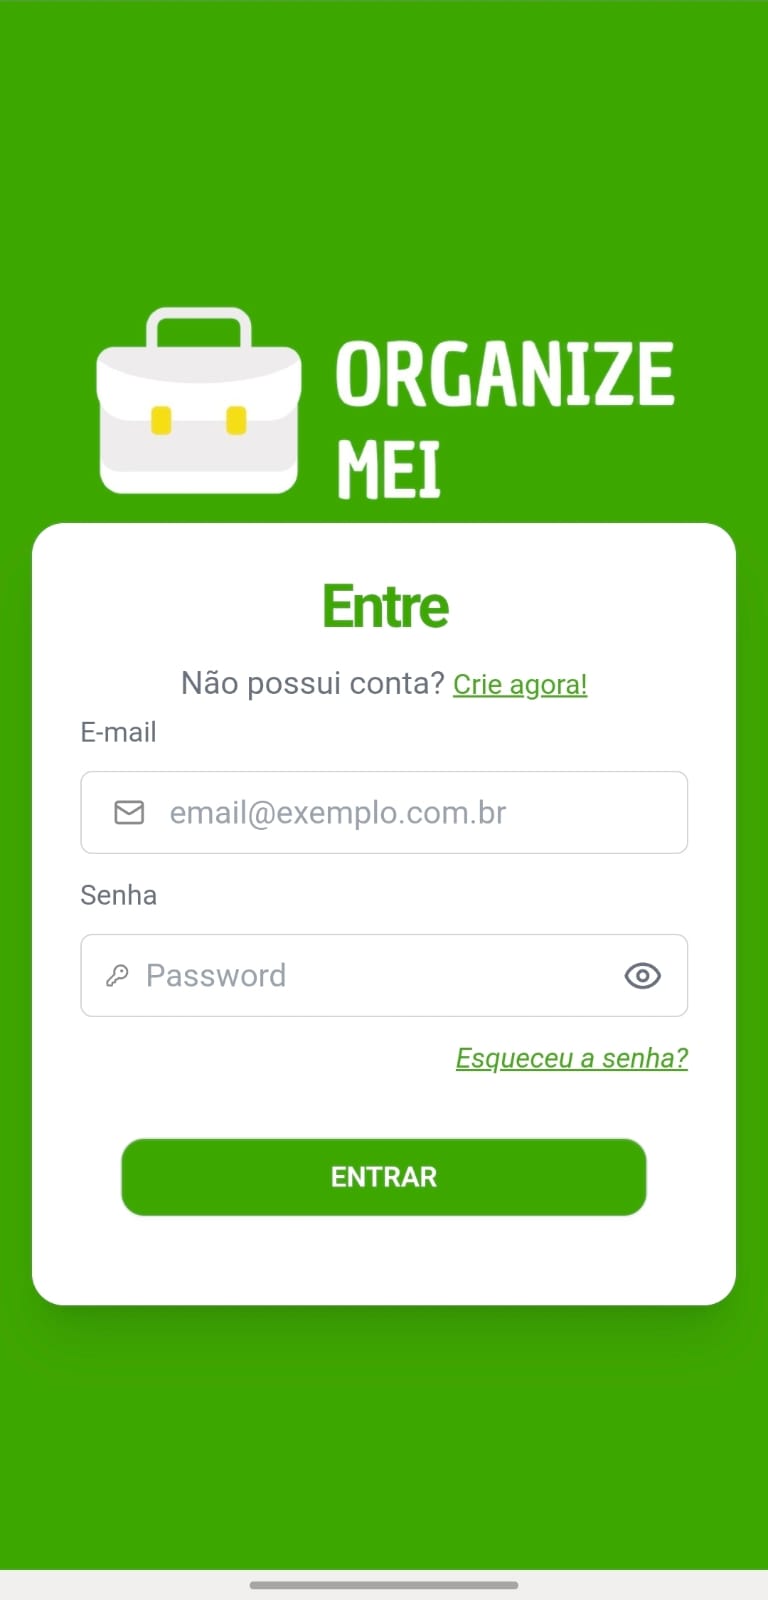 ORGANIZE
MEI
Entre
Não possui conta? Crie agora!
E-mail
email@exemplo.com.br
Senha
Password
Esqueceu a senha?
ENTRAR